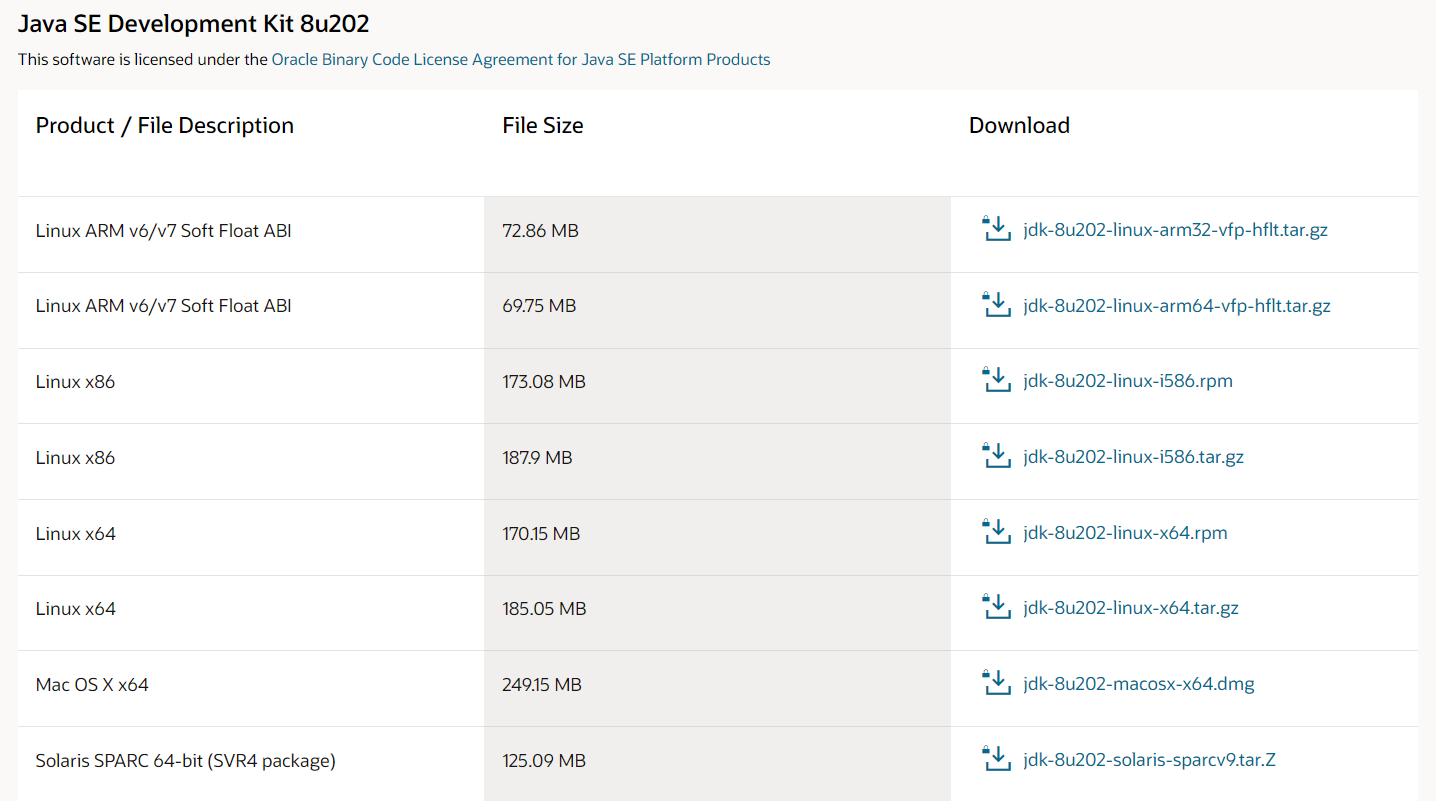 Java SE Development Kit 8u202
This software is licensed under the Oracle Binary Code License Agreement for Java SE Platform Products
Product / File Description File Size Download
Linux ARM v6/v7 Soft Float ABI 72.86 MB jdk-8u202-linux-arm32-vfp-hflt.tar.gz
Linux ARM v6/v7 Soft Float ABI 69.75 MB jdk-8u202-linux-arm64-vfp-hflt.tar.gz
Linux x86 173.08 MB jdk-8u202-linux-i586.rpm
Linux x86 187.9 MB jdk-8u202-linux-i586.tar.gz
Linux x64 170.15 MB jdk-8u202-linux-x64.rpm
Linux x64 185.05 MB jdk-8u202-linux-x64.tar.gz
Mac OS X x64 249.15 MB jdk-8u202-macosx-x64.dmg
Solaris SPARC 64-bit (SVR4 package) 125.09 MB jdk-8u202-solaris-sparcv9.tar.Z